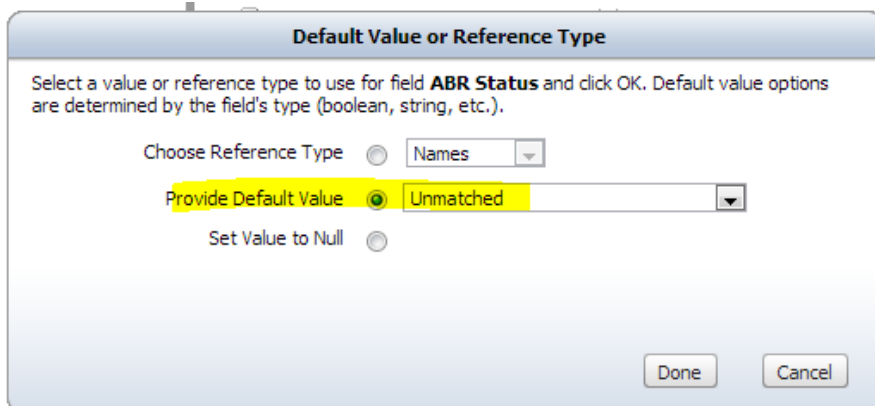 Default Value or Reference Type
Select a value or reference type to use for field ABR Status and click OK. Default value options
are determined by the field's type (boolean, string, etc.).
Choose Reference Type Names
Provide Default Value Unmatched
Set Value to Null
Done Cancel